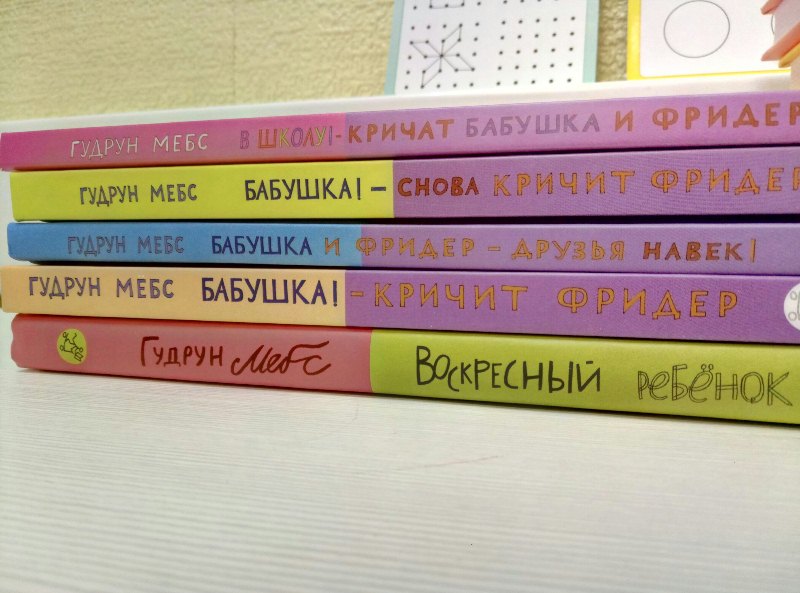 ГУДРУН МЕБС В ШКОЛУ! - КРИЧАТ БАБУШКА И ФРИДЕР
ГУДРУН МЕБС БАБУШКА! - СНОВА КРИЧИТ ФРИДЕР
ГУДРУН МЕБС БАБУШКА И ФРИДЕР - ДРУЗЬЯ НАВЕК!
ГУДРУН МЕБС БАБУШКА! - КРИЧИТ ФРИДЕР
ГУДРУН Мебс ВОСКРЕСНЫЙ РЕБЁНОК